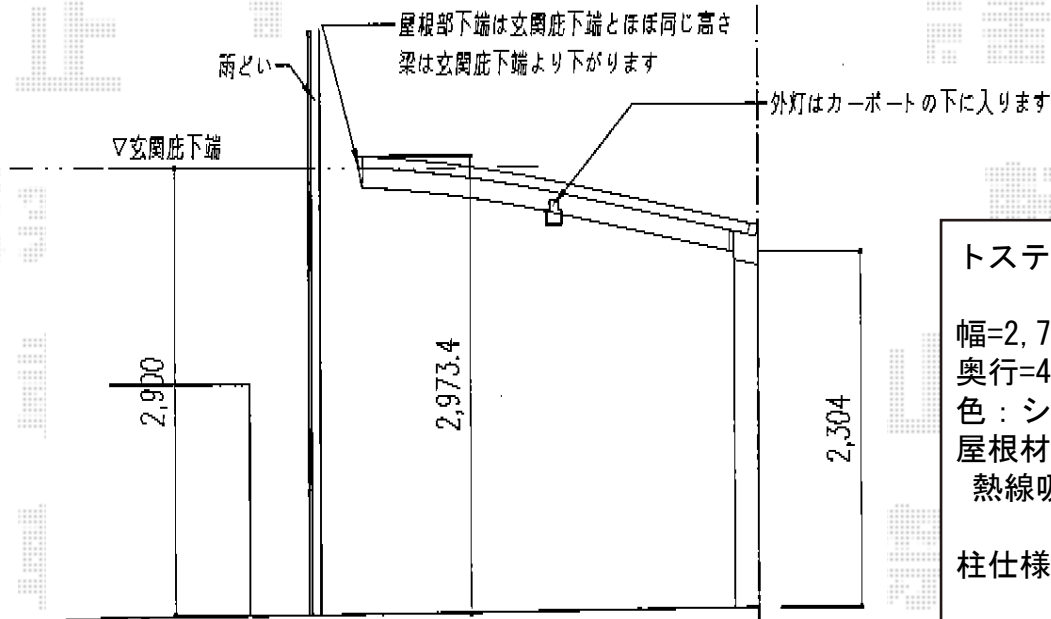 屋根部下端は玄関庇下端とほぼ同じ高さ
梁は玄関庇下端より下がります
雨どい
外灯はカーポートの下に入ります
▽玄関庇下端
2,900
2,973.4
2,304
トステ
幅=2,7
奥行=4
色：シ
屋根材
熱線吸
柱仕様